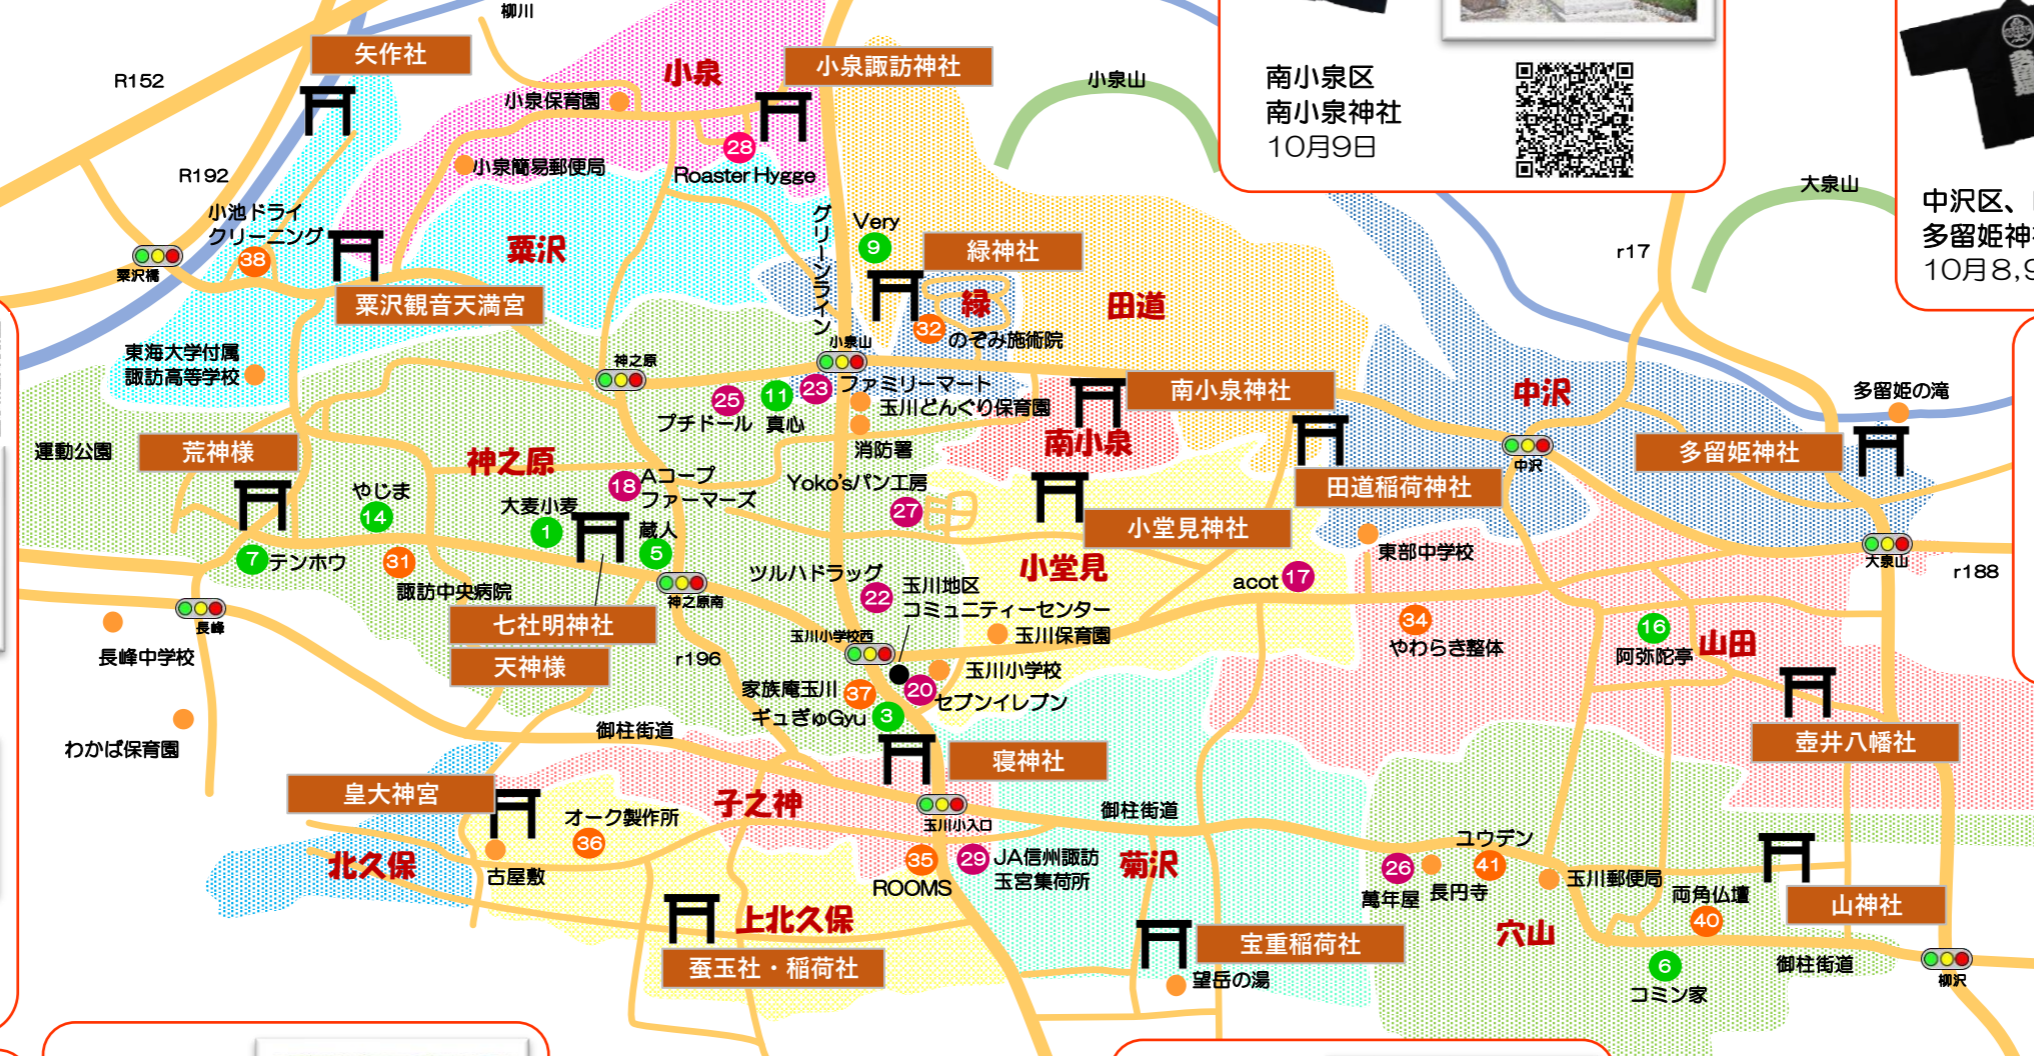 柳川
矢作社
小泉
小泉諏訪神社
R152
小泉保育園
小泉山
南小泉区
南小泉神社
10月9日
28
小泉簡易郵便局
Roaster Hygge
R192
大泉山
中沢区、
多留姫神
10月8,9
小池ドライ
クリーニング
38
粟沢橋
粟沢
グリーンライン
Very
9
緑神社
r17
粟沢観音天満宮
緑
田道
32
のぞみ施術院
東海大学付属
諏訪高等学校
神之原
小泉山
25
プチドール
11
真心
23
ファミリーマート
玉川どんぐり保育園
南小泉神社
中沢
多留姫の滝
消防署
南小泉
運動公園
荒神様
神之原
中沢
多留姫神社
やじま
14
大麦小麦
1
18
Aコープ
ファーマーズ
蔵人
5
Yoko'sパン工房
27
田道稲荷神社
小堂見神社
7
テンホウ
31
諏訪中央病院
小堂見
東部中学校
大泉山
r188
神之原南
ツルハドラッグ
22
玉川地区
コミュニティーセンター
acot
17
長峰
長峰中学校
七社明神社
天神様
r196
玉川小学校西
玉川保育園
玉川小学校
34
やわらき整体
16
阿弥陀亭
山田
家族庵玉川
37
20
セブンイレブン
ギュぎゅGyu
3
わかば保育園
御柱街道
寝神社
壺井八幡社
皇大神宮
オーク製作所
36
子之神
玉川小入口
御柱街道
北久保
古屋敷
35
ROOMS
29
JA信州諏訪
玉宮集荷所
菊沢
26
萬年屋
長円寺
ユウデン
41
玉川郵便局
両角仏壇
40
山神社
上北久保
蚕玉社・稲荷社
宝重稲荷社
望岳の湯
穴山
6
コミン家
御柱街道
柳沢